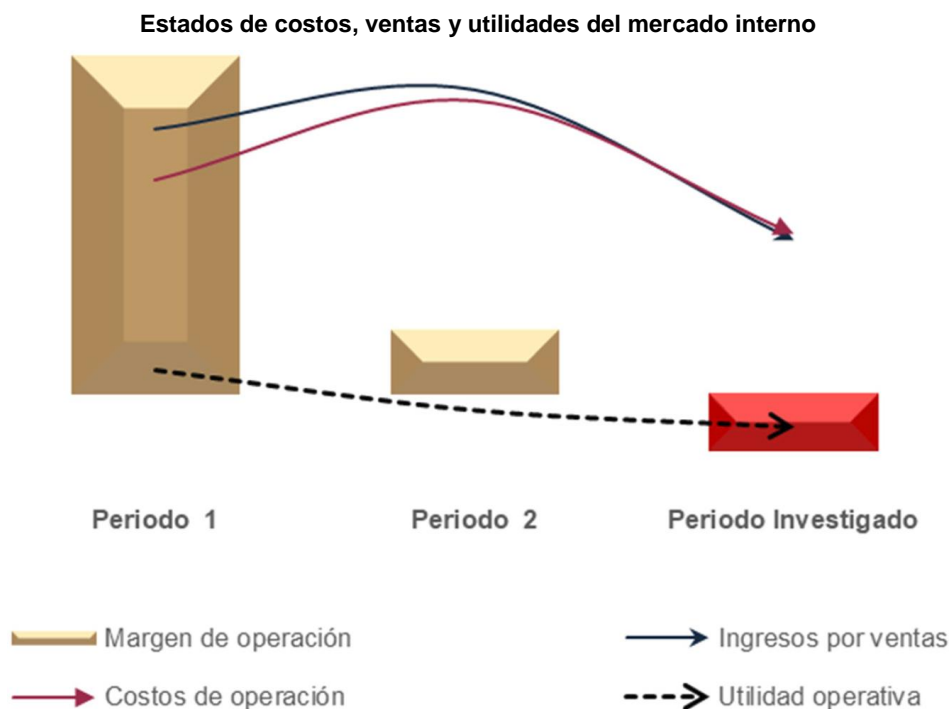 Estados de costos, ventas y utilidades del mercado interno
Periodo 1
Periodo 2
Periodo Investigado
Margen de operación
Ingresos por ventas
Costos de operación
Utilidad operativa